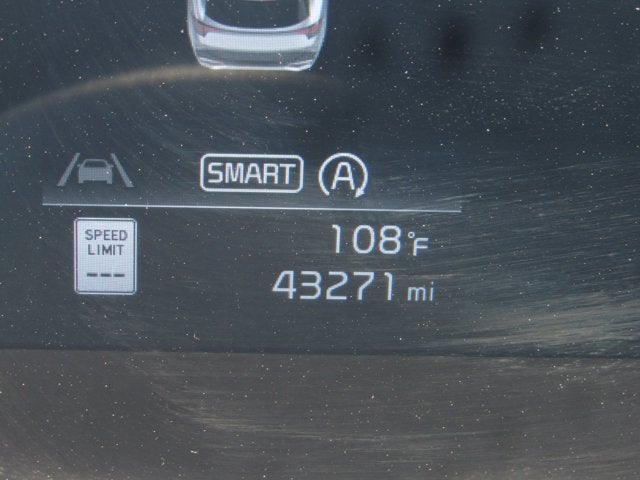 SMART A
SPEED
LIMIT
---
108°F
43271 mi